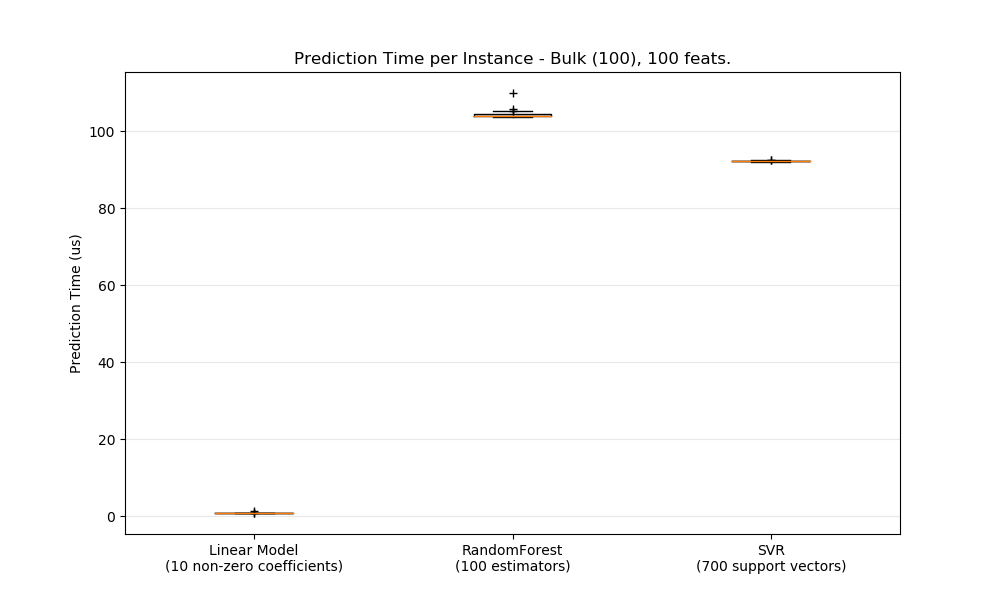 Prediction Time per Instance - Bulk (100), 100 feats.
Prediction Time (us)
100
80
60
40
20
0
Linear Model
(10 non-zero coefficients)
RandomForest
(100 estimators)
SVR
(700 support vectors)